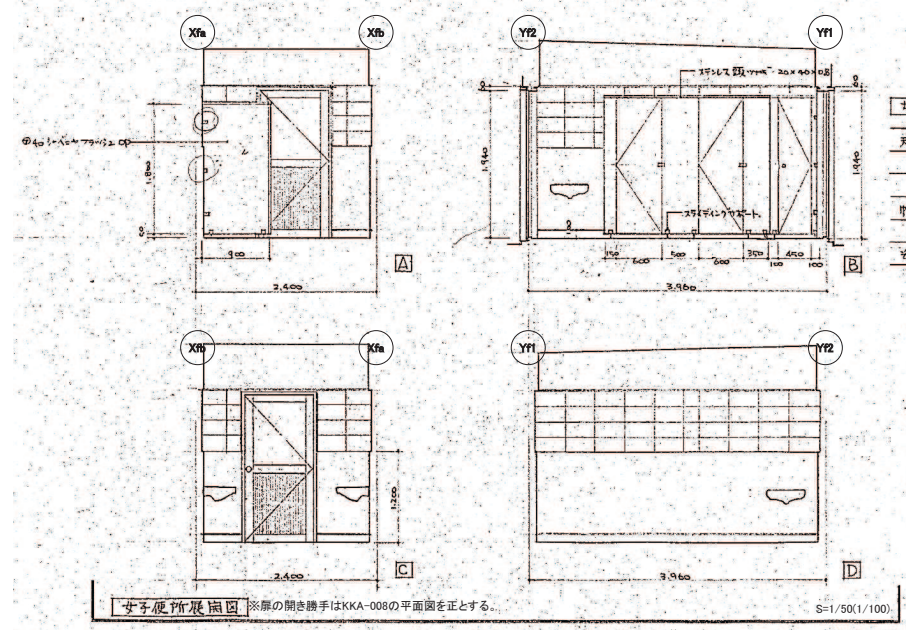 Xfa
Xfb
Yf2
Yf1
ステンレス
20×40×0.8
1.800
900
2.400
A
1.940
スライディングサポート
1.940
150
600
500
600
350
100
450
100
3.960
B
Xfb
Xfa
Yf1
Yf2
1.200
2.400
C
3.960
D
女子便所展開図 ※扉の開き勝手はKKA-008の平面図を正とする。
S=1/50(1/100)